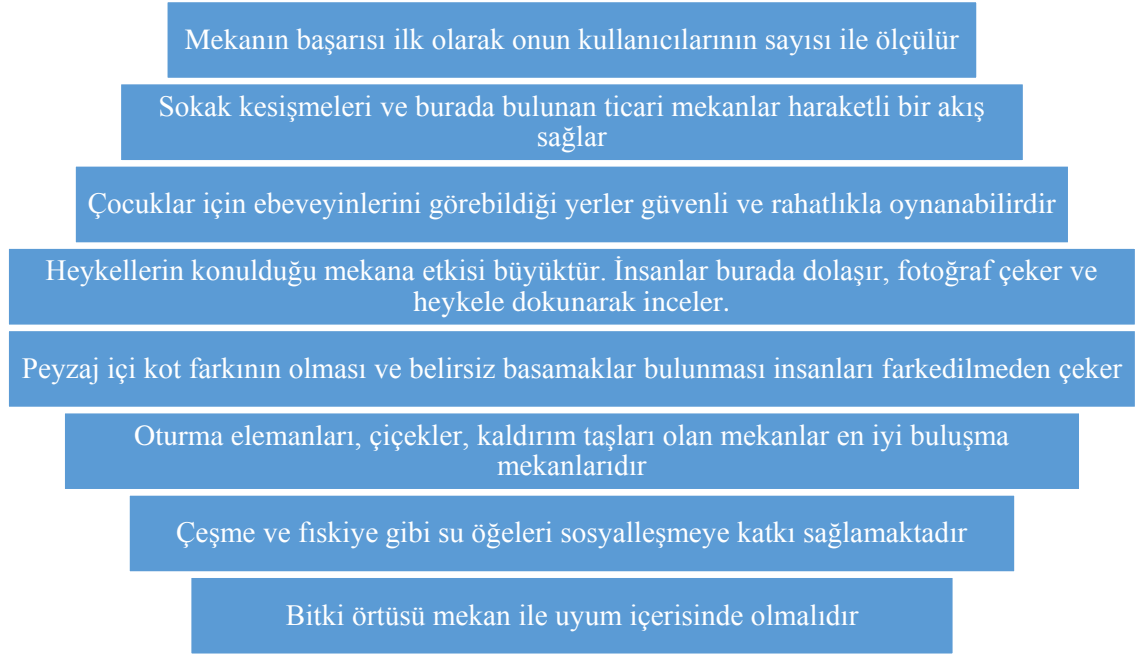 Mekanın başarısı ilk olarak onun kullanıcılarının sayısı ile ölçülür
Sokak kesişmeleri ve burada bulunan ticari mekanlar haraketli bir akış
sağlar
Çocuklar için ebeveyinlerini görebildiği yerler güvenli ve rahatlıkla oynanabilirdir
Heykellerin konulduğu mekana etkisi büyüktür. İnsanlar burada dolaşır, fotoğraf çeker ve
heykele dokunarak inceler.
Peyzaj içi kot farkının olması ve belirsiz basamaklar bulunması insanları farkedilmeden çeker
Oturma elemanları, çiçekler, kaldırım taşları olan mekanlar en iyi buluşma
mekanlarıdır
Çeşme ve fıskiye gibi su öğeleri sosyalleşmeye katkı sağlamaktadır
Bitki örtüsü mekan ile uyum içerisinde olmalıdır